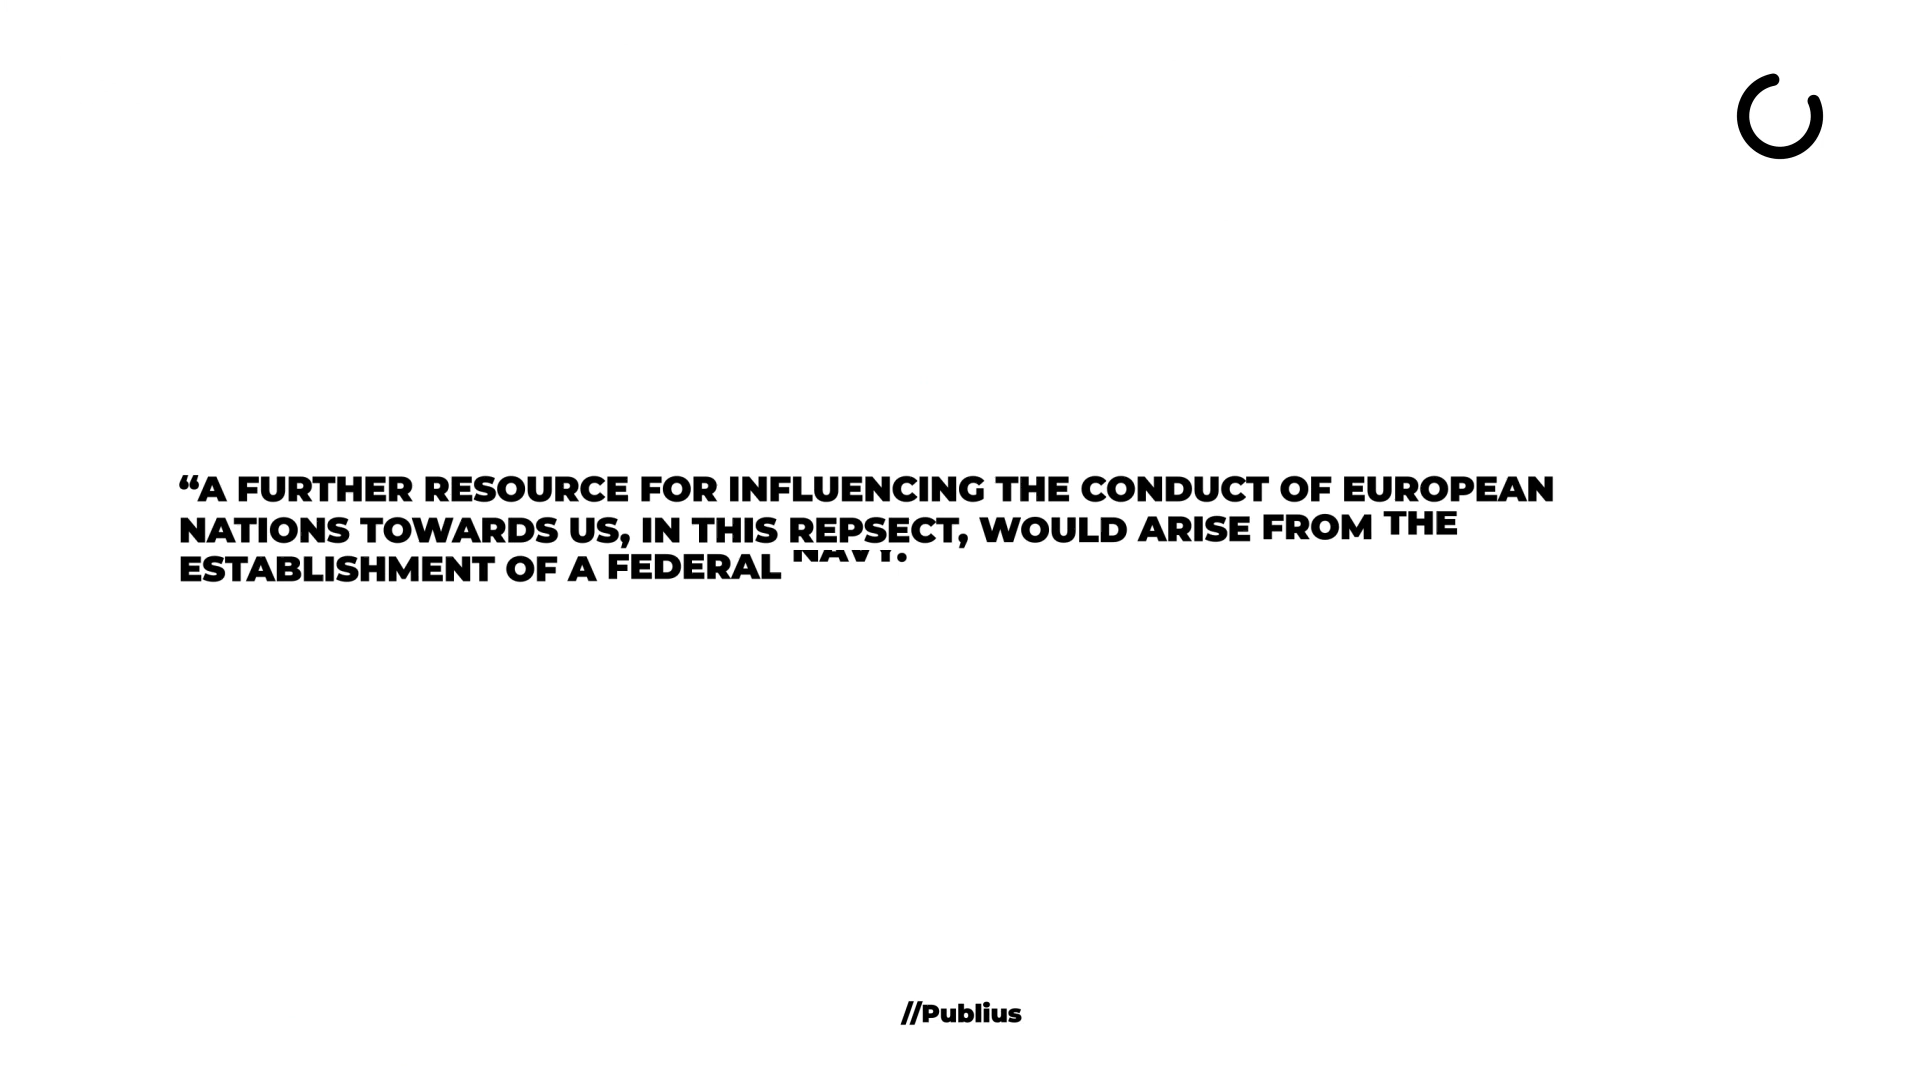 “A FURTHER RESOURCE FOR INFLUENCING THE CONDUCT OF EUROPEAN
NATIONS TOWARDS US, IN THIS REPSECT, WOULD ARISE FROM THE
ESTABLISHMENT OF A FEDERAL NAVY.
//Publius